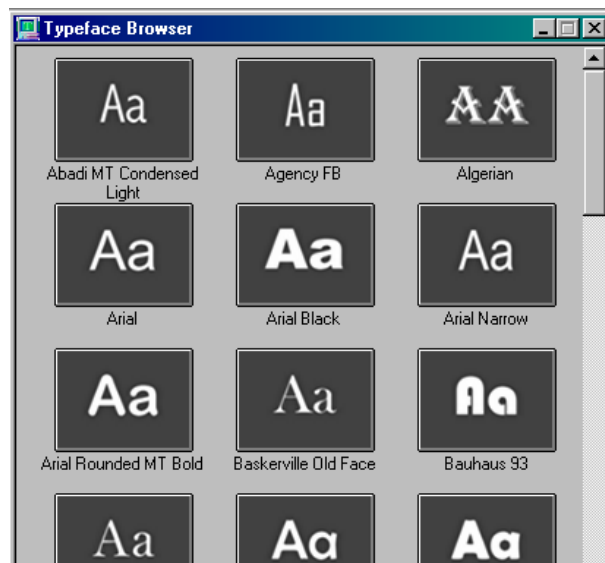 Typeface Browser
Aa Aa AA
Abadi MT Condensed Light Agency FB Algerian
Aa Aa Aa
Arial Arial Black Arial Narrow
Aa Aa Aa
Arial Rounded MT Bold Baskerville Old Face Bauhaus 93
Aa Aa Aa